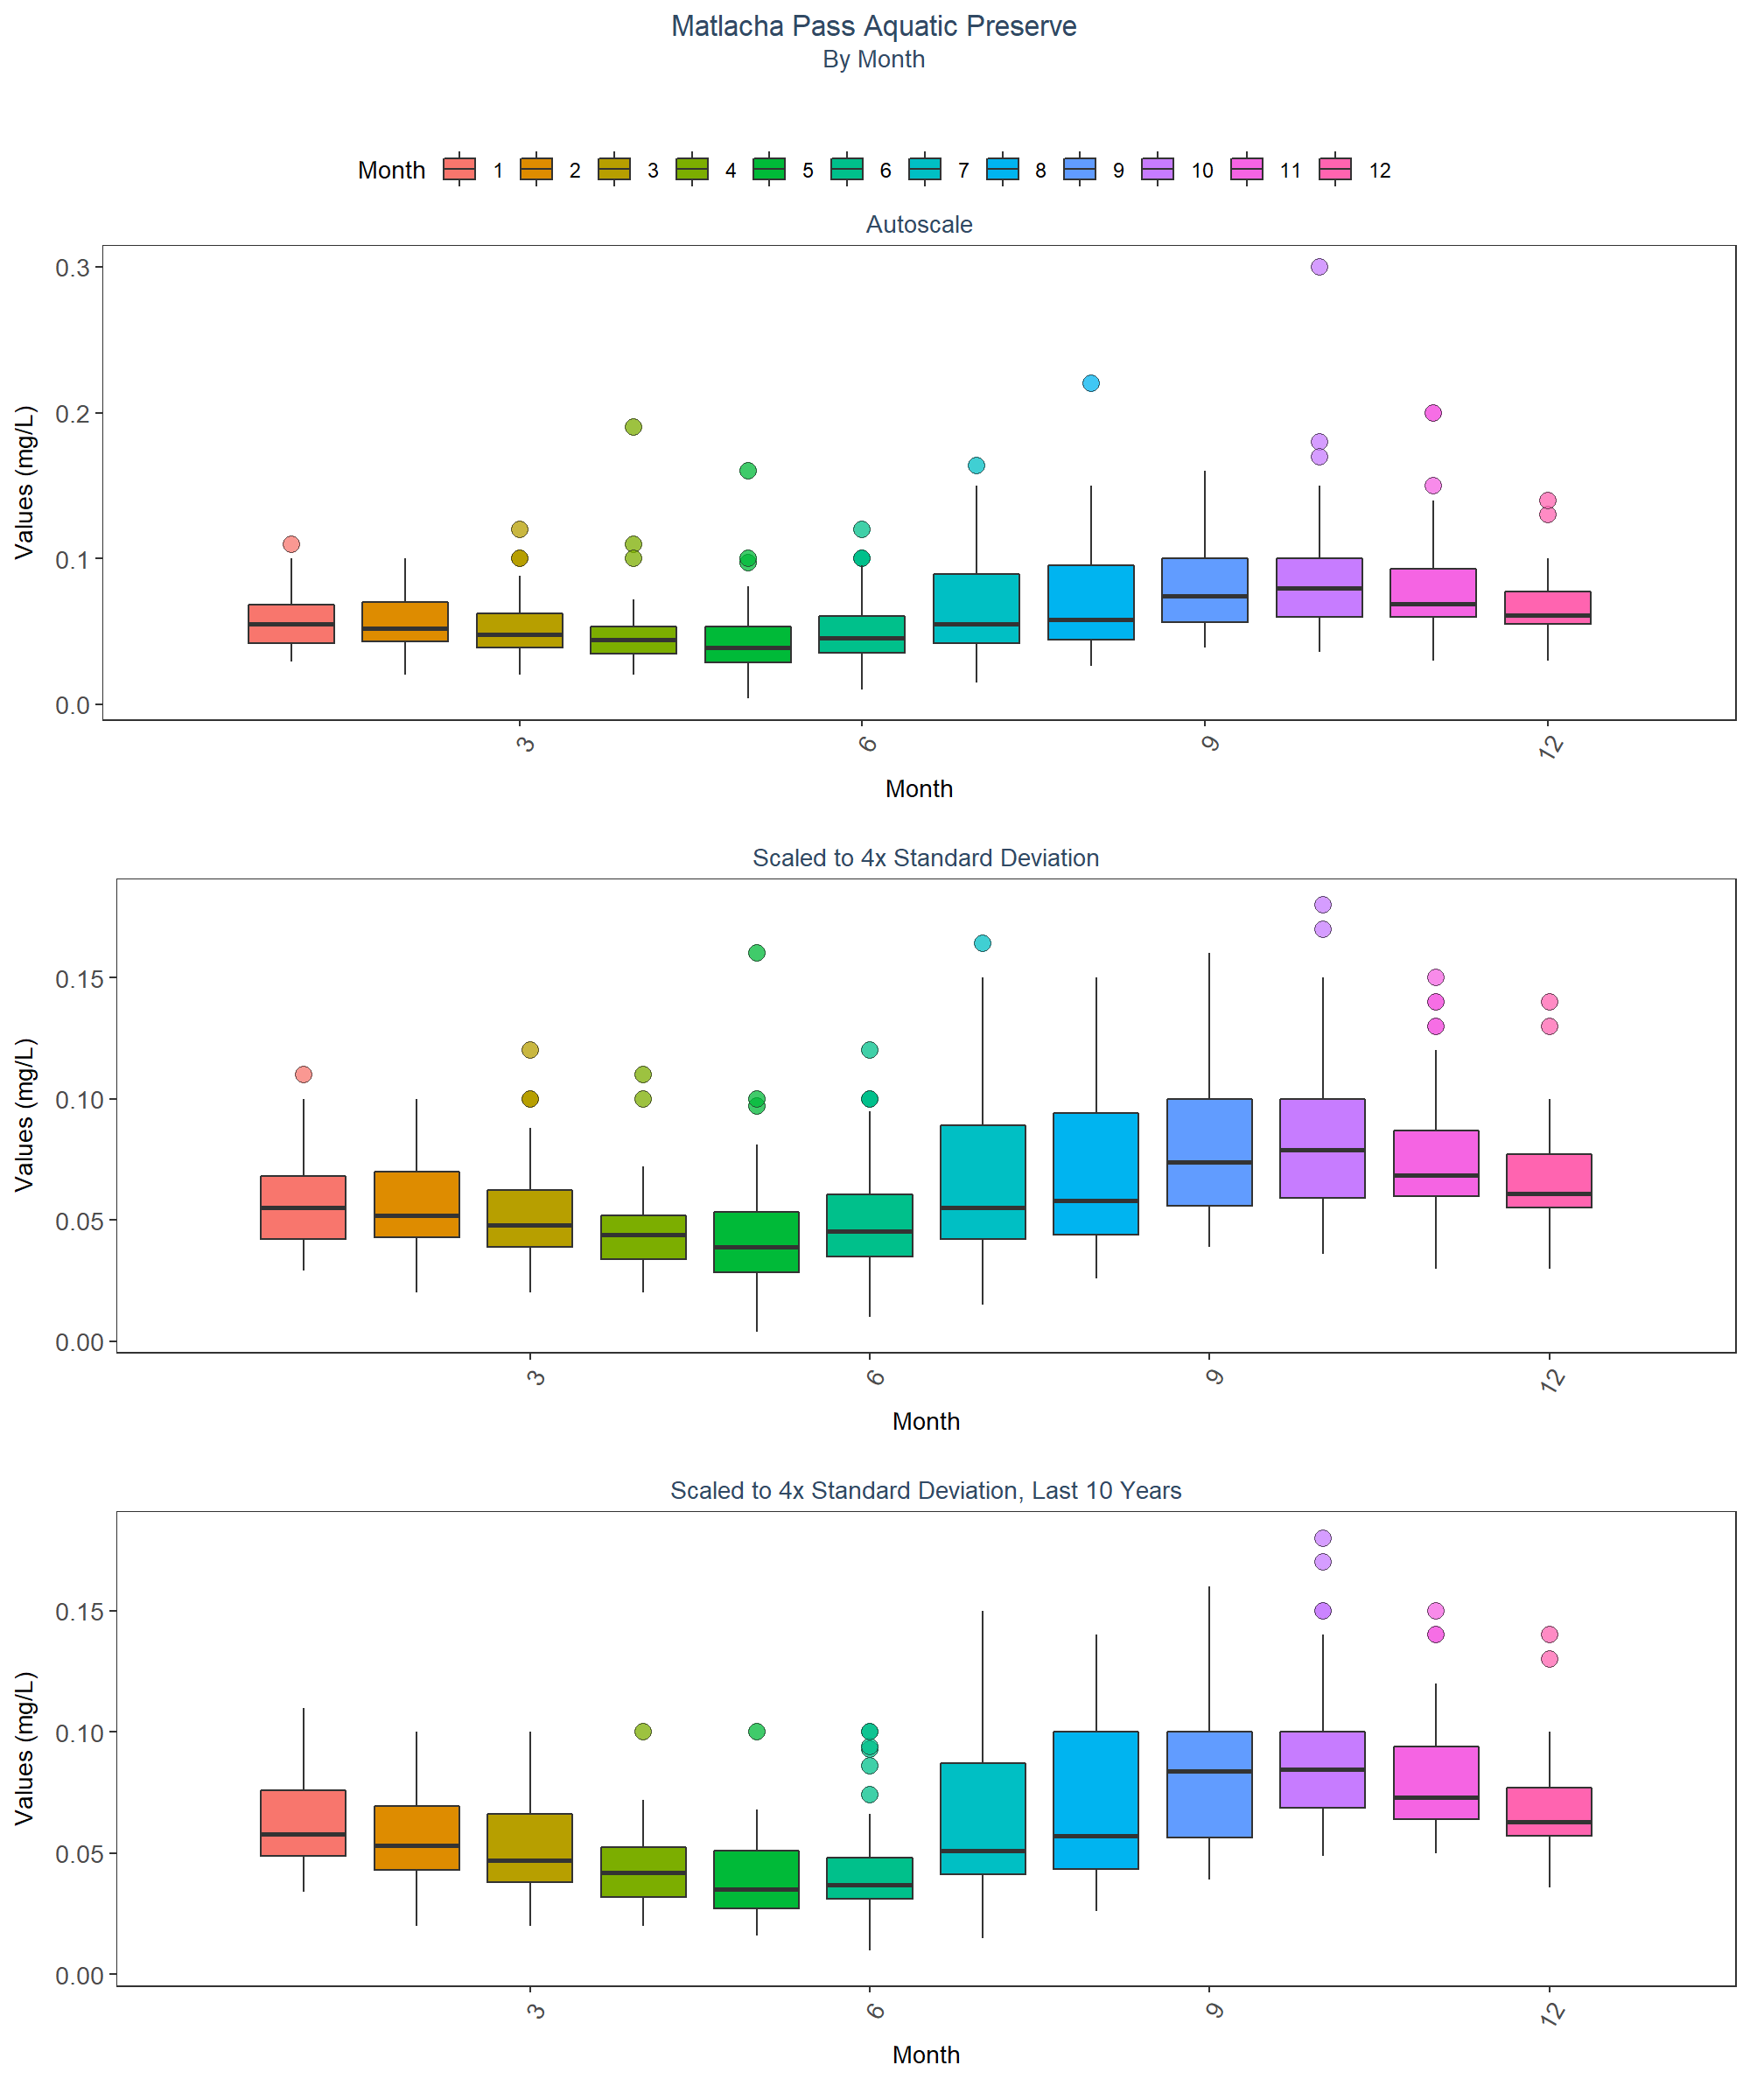 Matlacha Pass Aquatic Preserve
By Month
Month 1 2 3 4 5 6 7 8 9 10 11 12
Autoscale
Values (mg/L)
0.3
0.2
0.1
0.0
3 6 9 12
Month
Scaled to 4x Standard Deviation
Values (mg/L)
0.15
0.10
0.05
0.00
3 6 9 12
Month
Scaled to 4x Standard Deviation, Last 10 Years
Values (mg/L)
0.15
0.10
0.05
0.00
3 6 9 12
Month